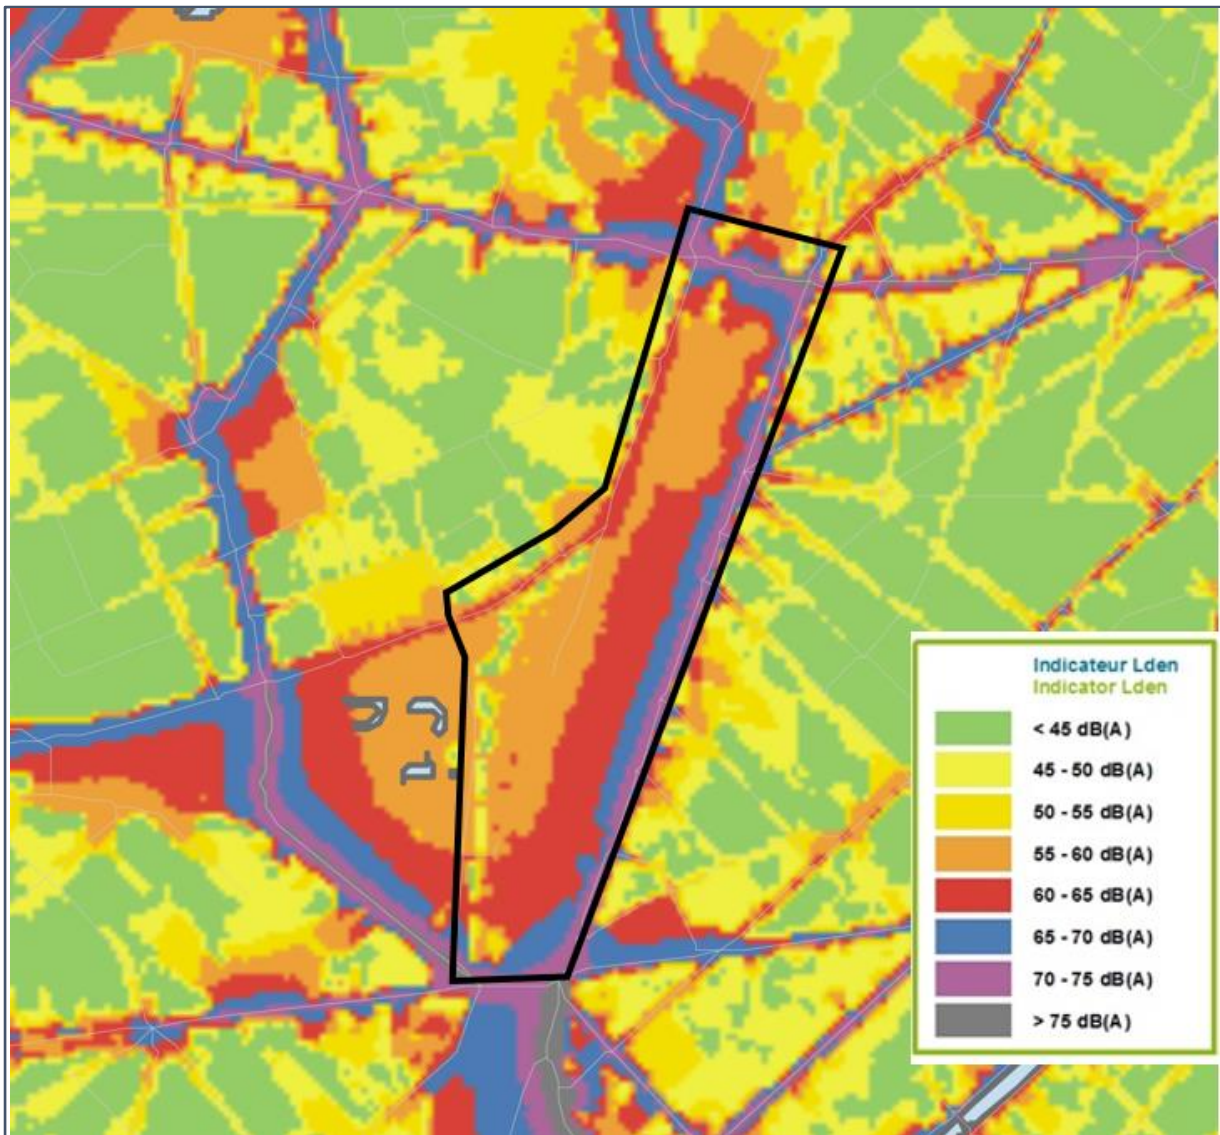 Indicateur Lden
Indicator Lden
< 45 dB(A)
45 - 50 dB(A)
50 - 55 dB(A)
55 - 60 dB(A)
60 - 65 dB(A)
65 - 70 dB(A)
70 - 75 dB(A)
> 75 dB(A)